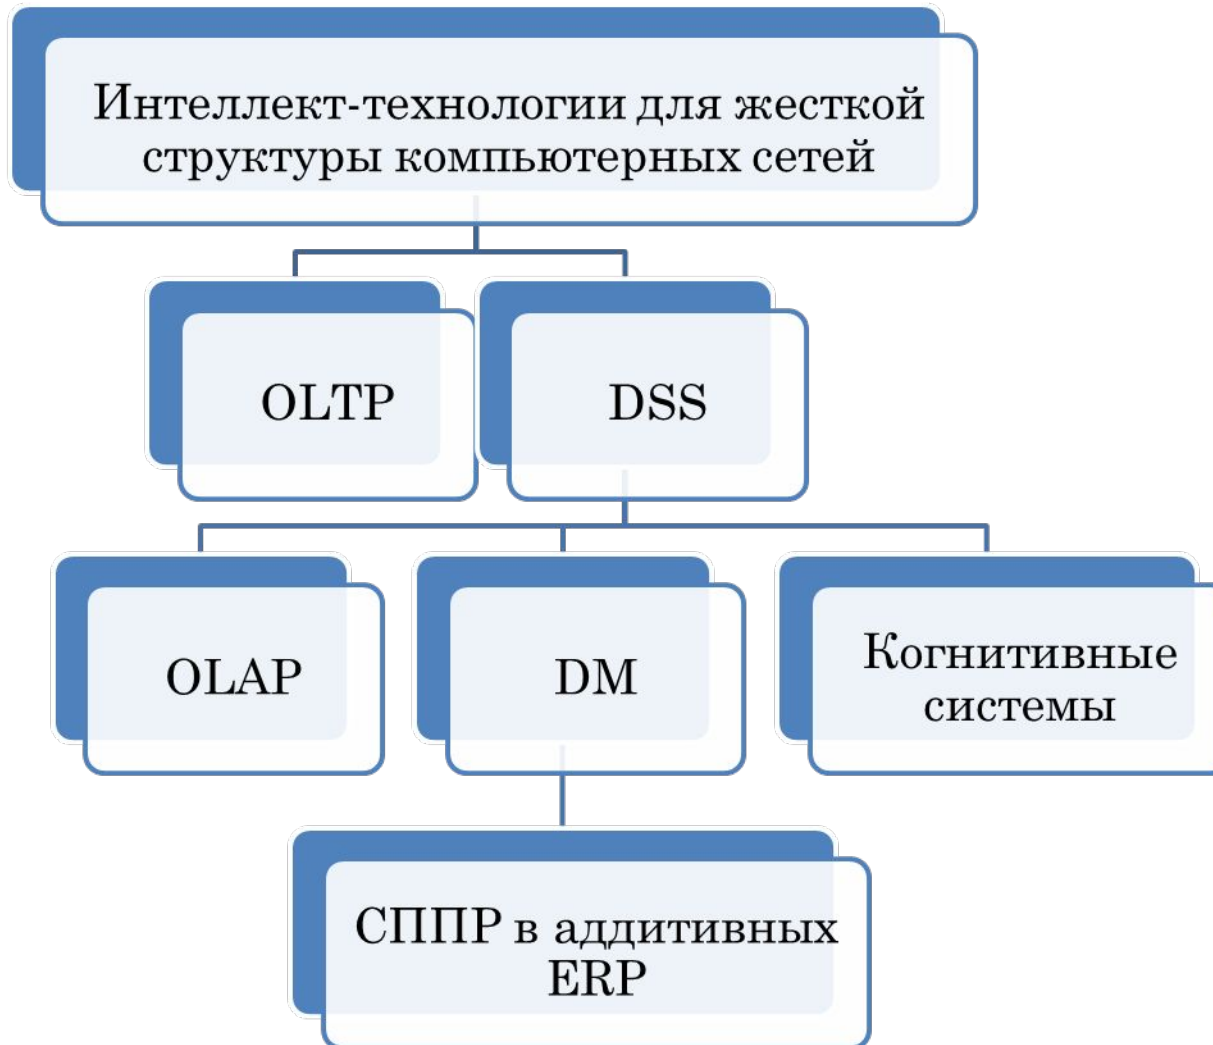 Интеллект-технологии для жесткой
структуры компьютерных сетей
OLTP
DSS
OLAP
DM
Когнитивные
системы
СППР в аддитивных
ERP